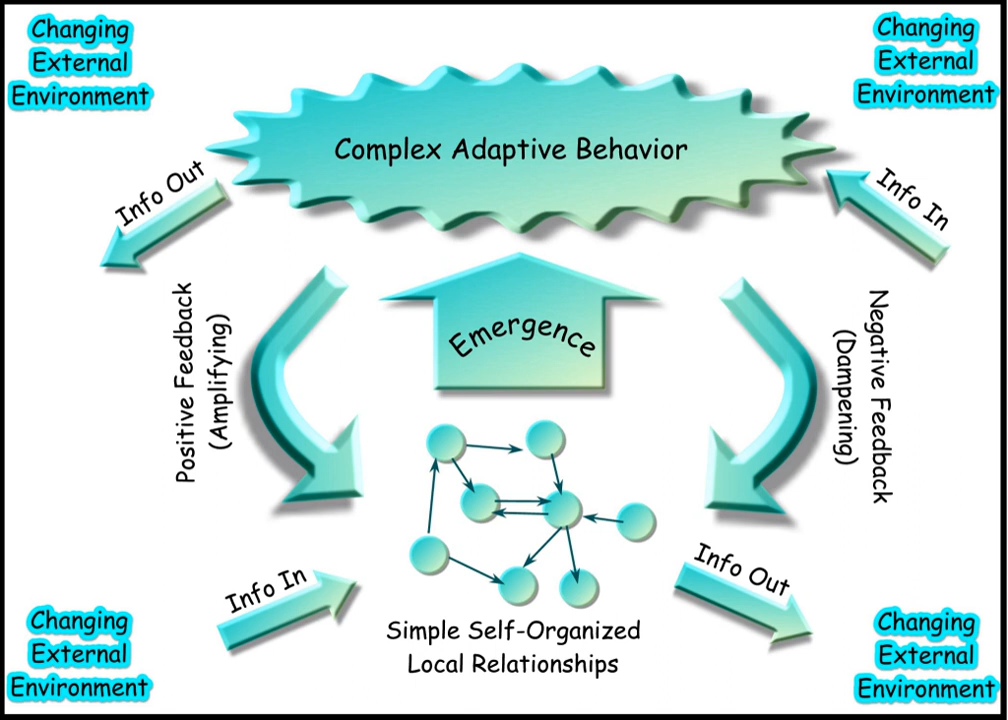 Changing
External
Environment
Changing
External
Environment
Complex Adaptive Behavior
Info Out
Info In
Emergence
Positive Feedback
(Amplifying)
Negative Feedback
(Dampening)
Info In
Info Out
Simple Self-Organized
Local Relationships
Changing
External
Environment
Changing
External
Environment